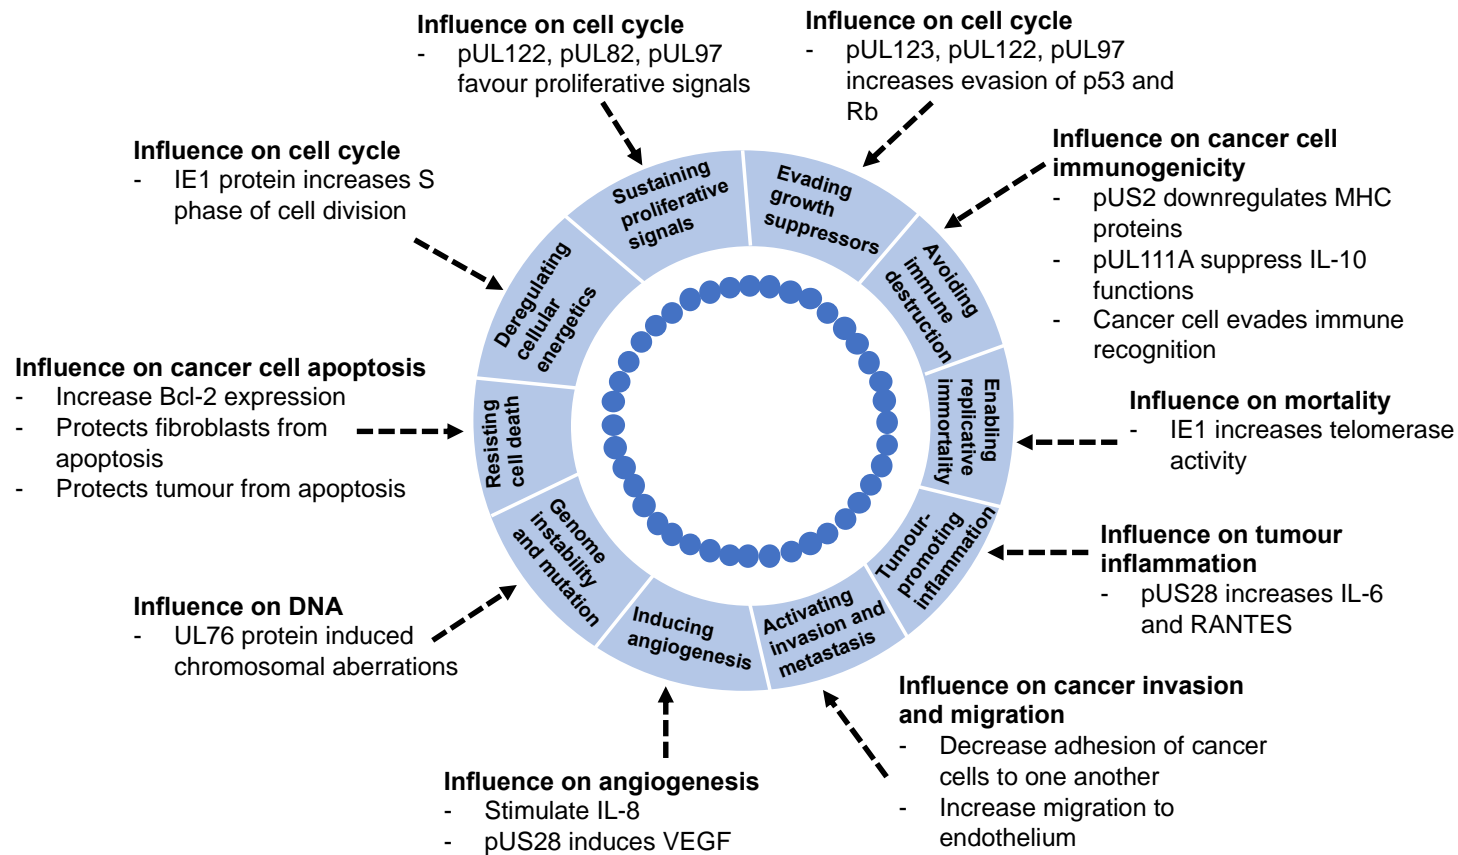 Influence on cell cycle
- pUL122, pUL82, pUL97
favour proliferative signals
Influence on cell cycle
- pUL123, pUL122, pUL97
increases evasion of p53 and
Rb
Influence on cancer cell
immunogenicity
- pUS2 downregulates MHC
proteins
- pUL111A suppress IL-10
functions
- Cancer cell evades immune
recognition
Influence on mortality
- IE1 increases telomerase
activity
Influence on tumour
inflammation
- pUS28 increases IL-6
and RANTES
Influence on cancer invasion
and migration
- Decrease adhesion of cancer
cells to one another
- Increase migration to
endothelium
Influence on angiogenesis
- Stimulate IL-8
- pUS28 induces VEGF
Influence on DNA
- UL76 protein induced
chromosomal aberrations
Influence on cancer cell apoptosis
- Increase Bcl-2 expression
- Protects fibroblasts from
apoptosis
- Protects tumour from apoptosis
Influence on cell cycle
- IE1 protein increases S
phase of cell division
Sustaining
proliferative
signals
Evading
growth
suppressors
Avoiding
immune
destruction
Enabling
replicative
immortality
Tumour-
promoting
inflammation
Activating
invasion and
metastasis
Inducing
angiogenesis
Genome
instability
and mutation
Resisting
cell death
Deregulating
cellular
energetics